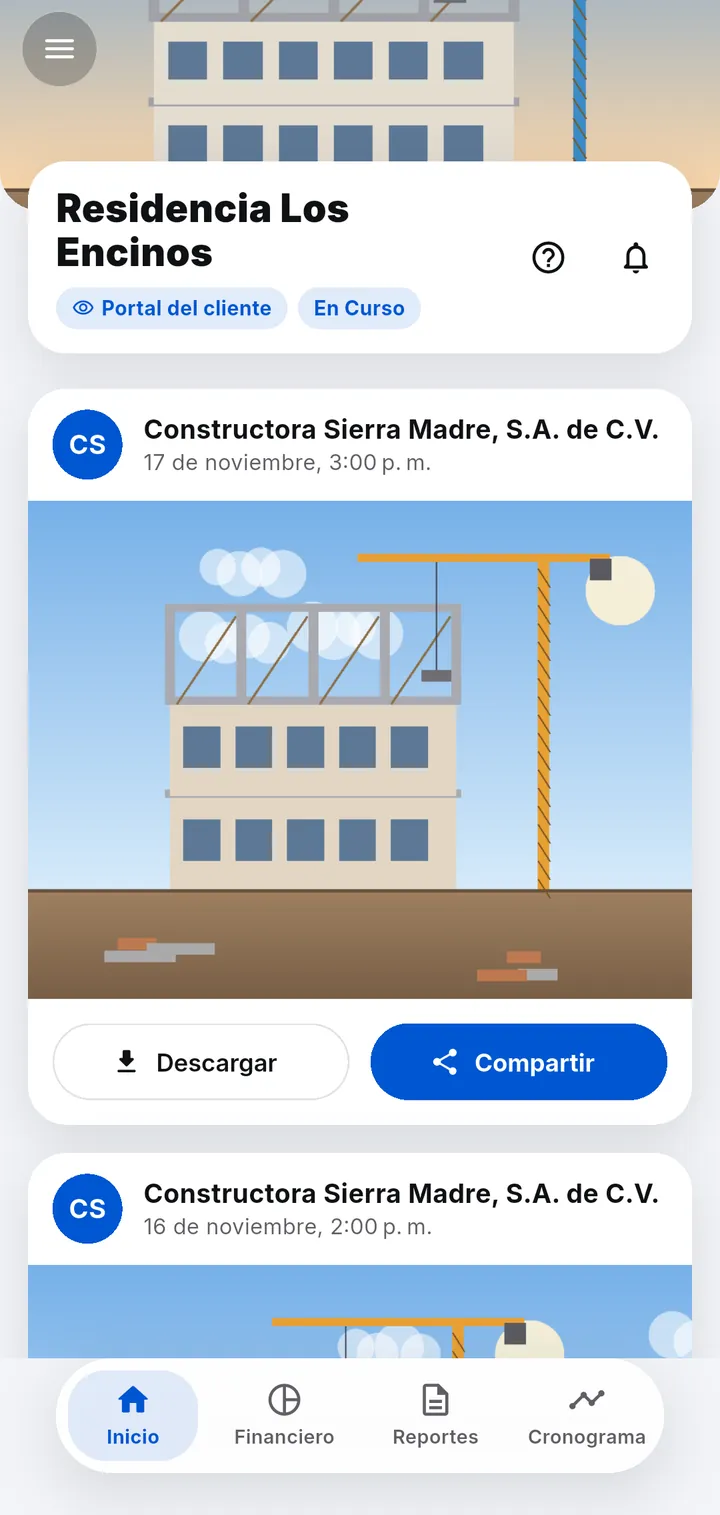 Residencia Los
Encinos
Portal del cliente
En Curso
CS
Constructora Sierra Madre, S.A. de C.V.
17 de noviembre, 3:00 p. m.
Descargar
Compartir
CS
Constructora Sierra Madre, S.A. de C.V.
16 de noviembre, 2:00 p. m.
Inicio
Financiero
Reportes
Cronograma